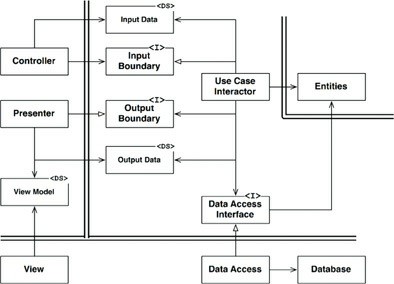 <DS>
Input Data
<I>
Controller
Input
Boundary
Use Case
Interactor
Entities
<I>
Presenter
Output
Boundary
<DS>
Output Data
<DS>
View Model
<I>
Data Access
Interface
View
Data Access
Database